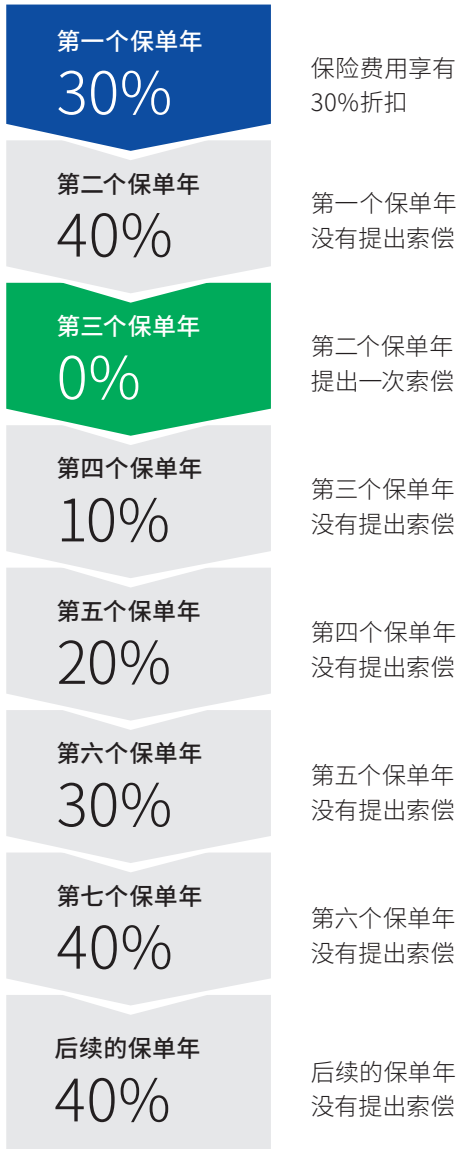 第一个保单年
30%
保险费用享有
30%折扣
第二个保单年
40%
第一个保单年
没有提出索偿
第三个保单年
0%
第二个保单年
提出一次索偿
第四个保单年
10%
第三个保单年
没有提出索偿
第五个保单年
20%
第四个保单年
没有提出索偿
第六个保单年
30%
第五个保单年
没有提出索偿
第七个保单年
40%
第六个保单年
没有提出索偿
后续的保单年
40%
后续的保单年
没有提出索偿